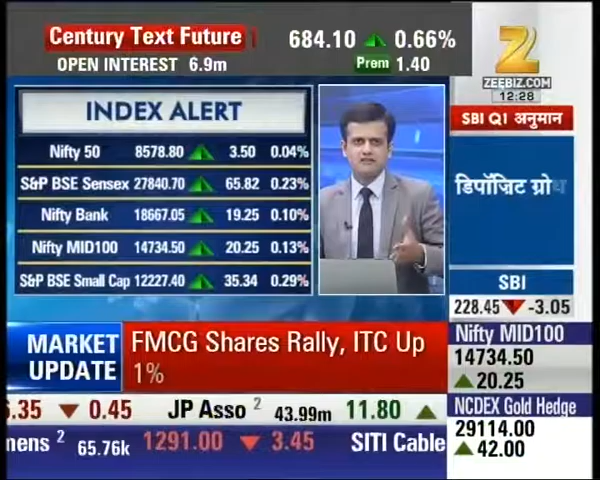 Century Text Future 684.10 0.66%
OPEN INTEREST 6.9m Prem 1.40
Z
ZEEBIZ.COM
12:28
INDEX ALERT
Nifty 50 8578.80 3.50 0.04%
S&P BSE Sensex 27840.70 65.82 0.23%
Nifty Bank 18667.05 19.25 0.10%
Nifty MID100 14734.50 20.25 0.13%
S&P BSE Small Cap 12227.40 35.34 0.29%
SBI Q1 अनुमान
डिपॉज़िट ग्रोथ
SBI
228.45 -3.05
MARKET UPDATE
FMCG Shares Rally, ITC Up
1%
Nifty MID100
14734.50
20.25
.35 0.45 JP Asso 2 43.99m 11.80
NCDEX Gold Hedge
29114.00
42.00
mens 2 65.76k 1291.00 3.45 SITI Cable